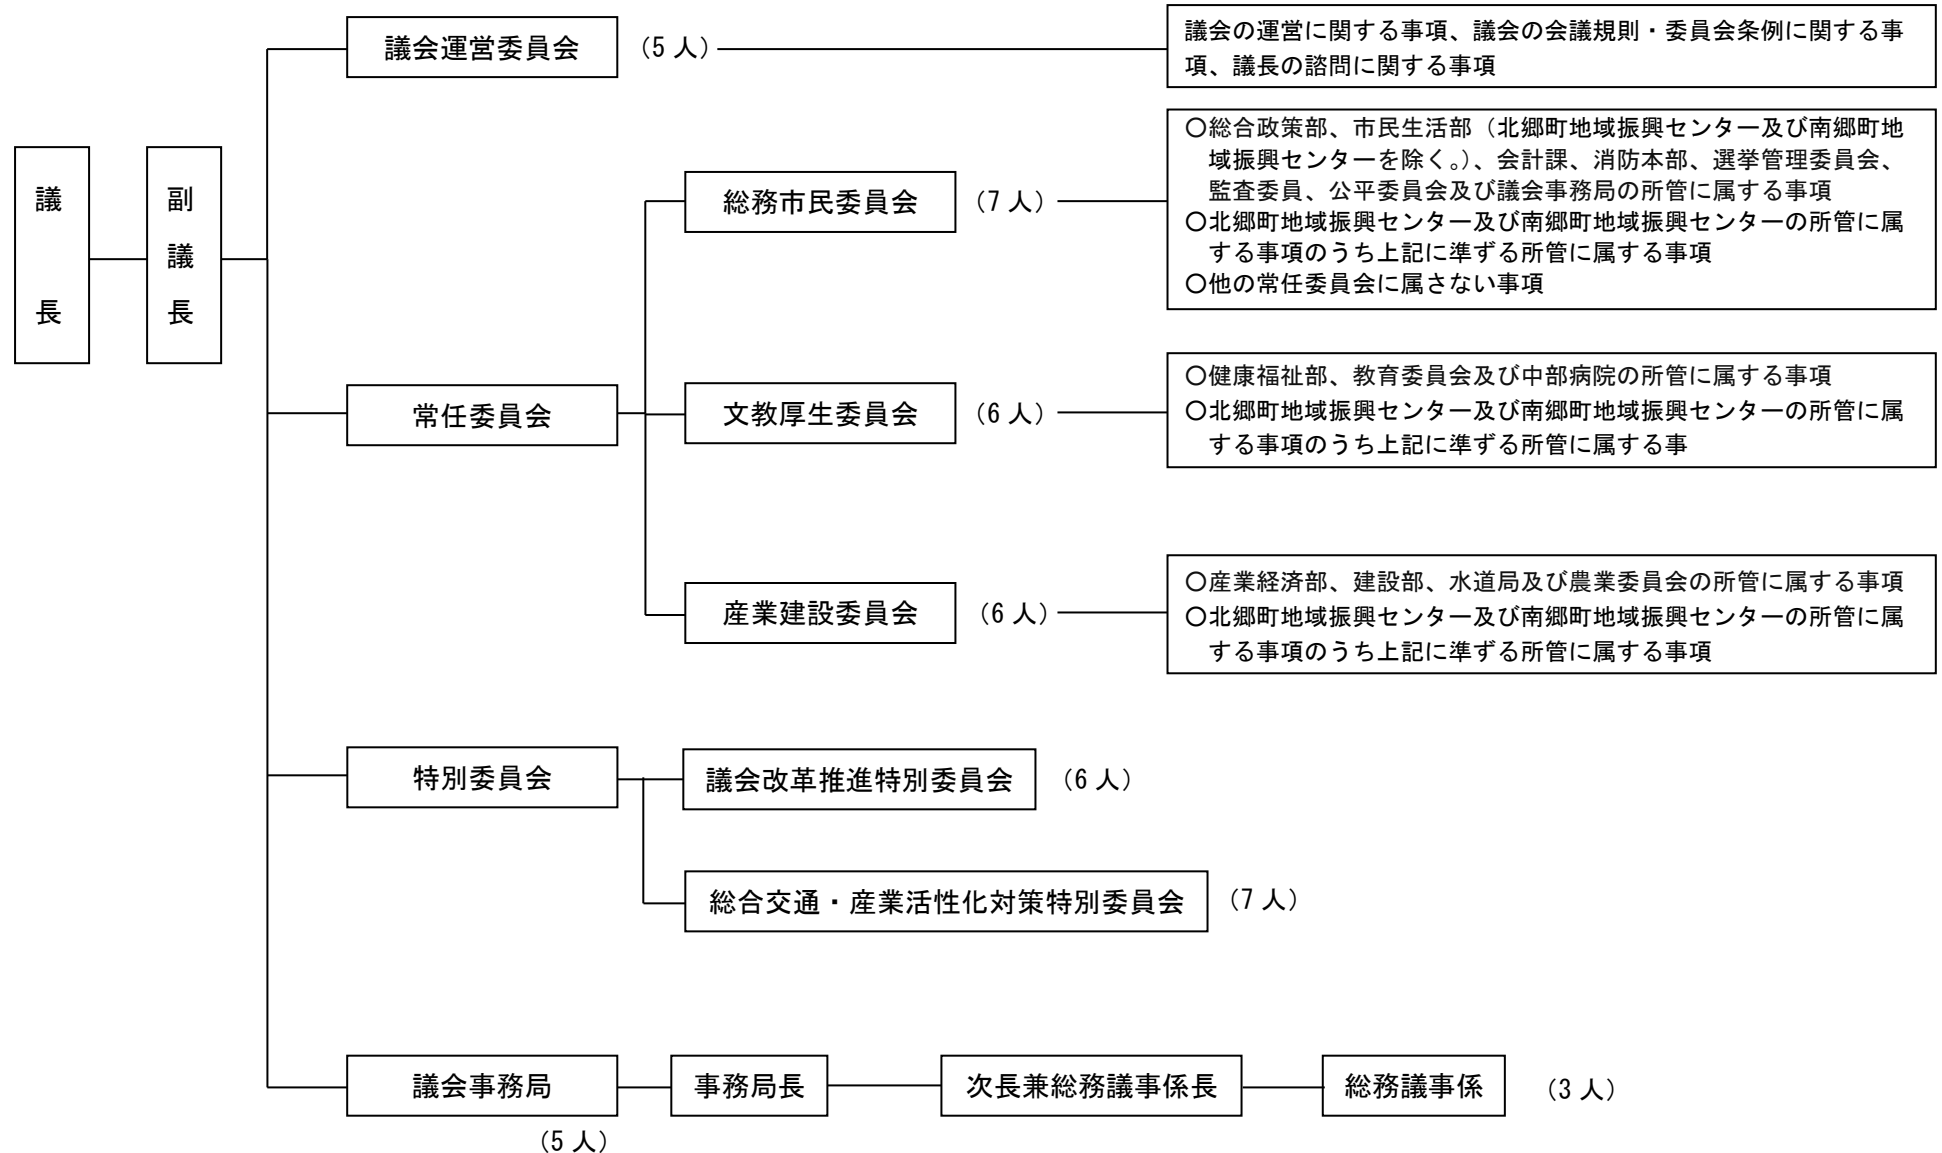 議長
副議長
議会運営委員会 （5 人）
議会の運営に関する事項、議会の会議規則・委員会条例に関する事
項、議長の諮問に関する事項
常任委員会
総務市民委員会 （7 人）
〇総合政策部、市民生活部（北郷町地域振興センター及び南郷町地
域振興センターを除く。）、会計課、消防本部、選挙管理委員会、
監査委員、公平委員会及び議会事務局の所管に属する事項
〇北郷町地域振興センター及び南郷町地域振興センターの所管に属
する事項のうち上記に準ずる所管に属する事項
〇他の常任委員会に属さない事項
文教厚生委員会 （6 人）
〇健康福祉部、教育委員会及び中部病院の所管に属する事項
〇北郷町地域振興センター及び南郷町地域振興センターの所管に属
する事項のうち上記に準ずる所管に属する事
産業建設委員会 （6 人）
〇産業経済部、建設部、水道局及び農業委員会の所管に属する事項
〇北郷町地域振興センター及び南郷町地域振興センターの所管に属
する事項のうち上記に準ずる所管に属する事項
特別委員会
議会改革推進特別委員会 （6 人）
総合交通・産業活性化対策特別委員会 （7 人）
議会事務局
（5 人）
事務局長
次長兼総務議事係長
総務議事係 （3 人）